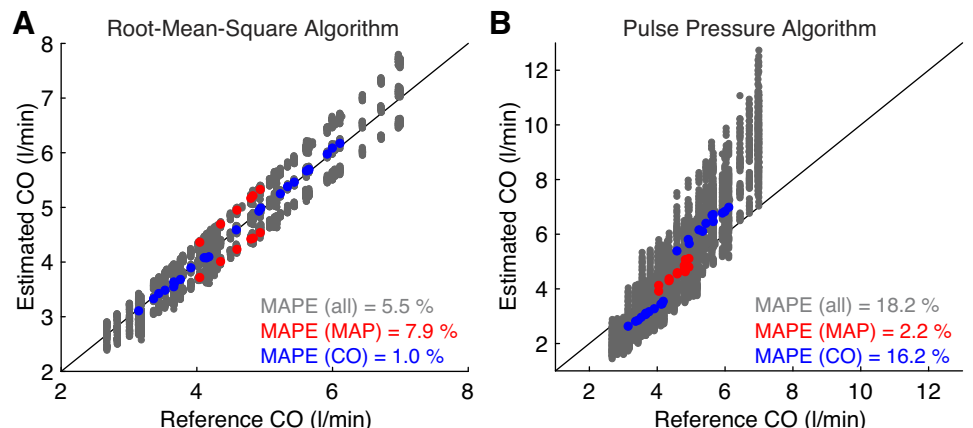 A
Root-Mean-Square Algorithm
8
7
6
5
4
3
2
Estimated CO (l/min)
MAPE (all) = 5.5 %
MAPE (MAP) = 7.9 %
MAPE (CO) = 1.0 %
2 4 6 8
Reference CO (l/min)
B
Pulse Pressure Algorithm
12
10
8
6
4
2
Estimated CO (l/min)
MAPE (all) = 18.2 %
MAPE (MAP) = 2.2 %
MAPE (CO) = 16.2 %
2 4 6 8 10 12
Reference CO (l/min)